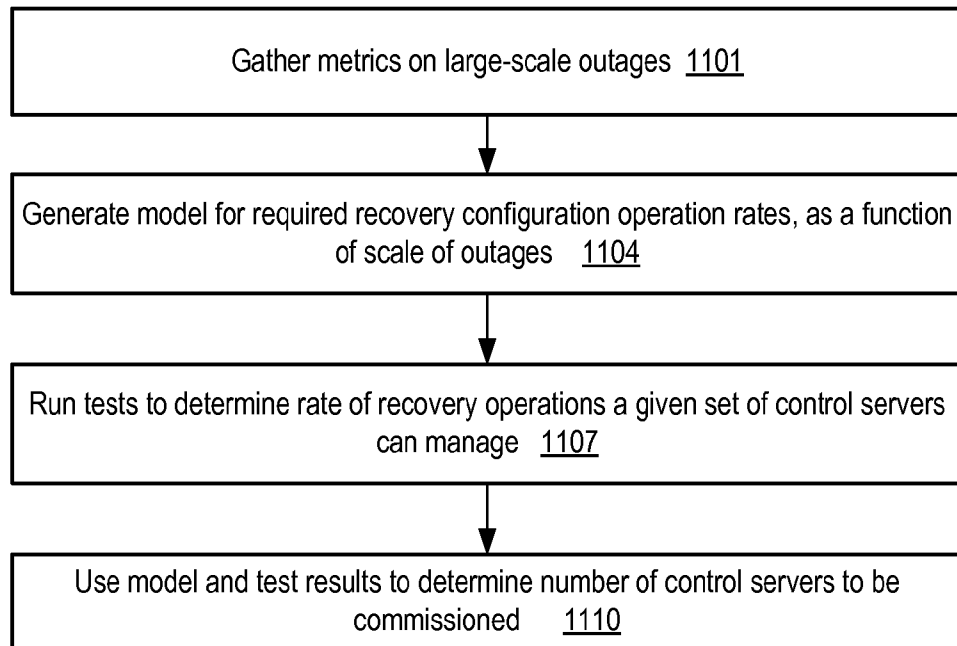 Gather metrics on large-scale outages 1101
Generate model for required recovery configuration operation rates, as a function
of scale of outages 1104
Run tests to determine rate of recovery operations a given set of control servers
can manage 1107
Use model and test results to determine number of control servers to be
commissioned 1110